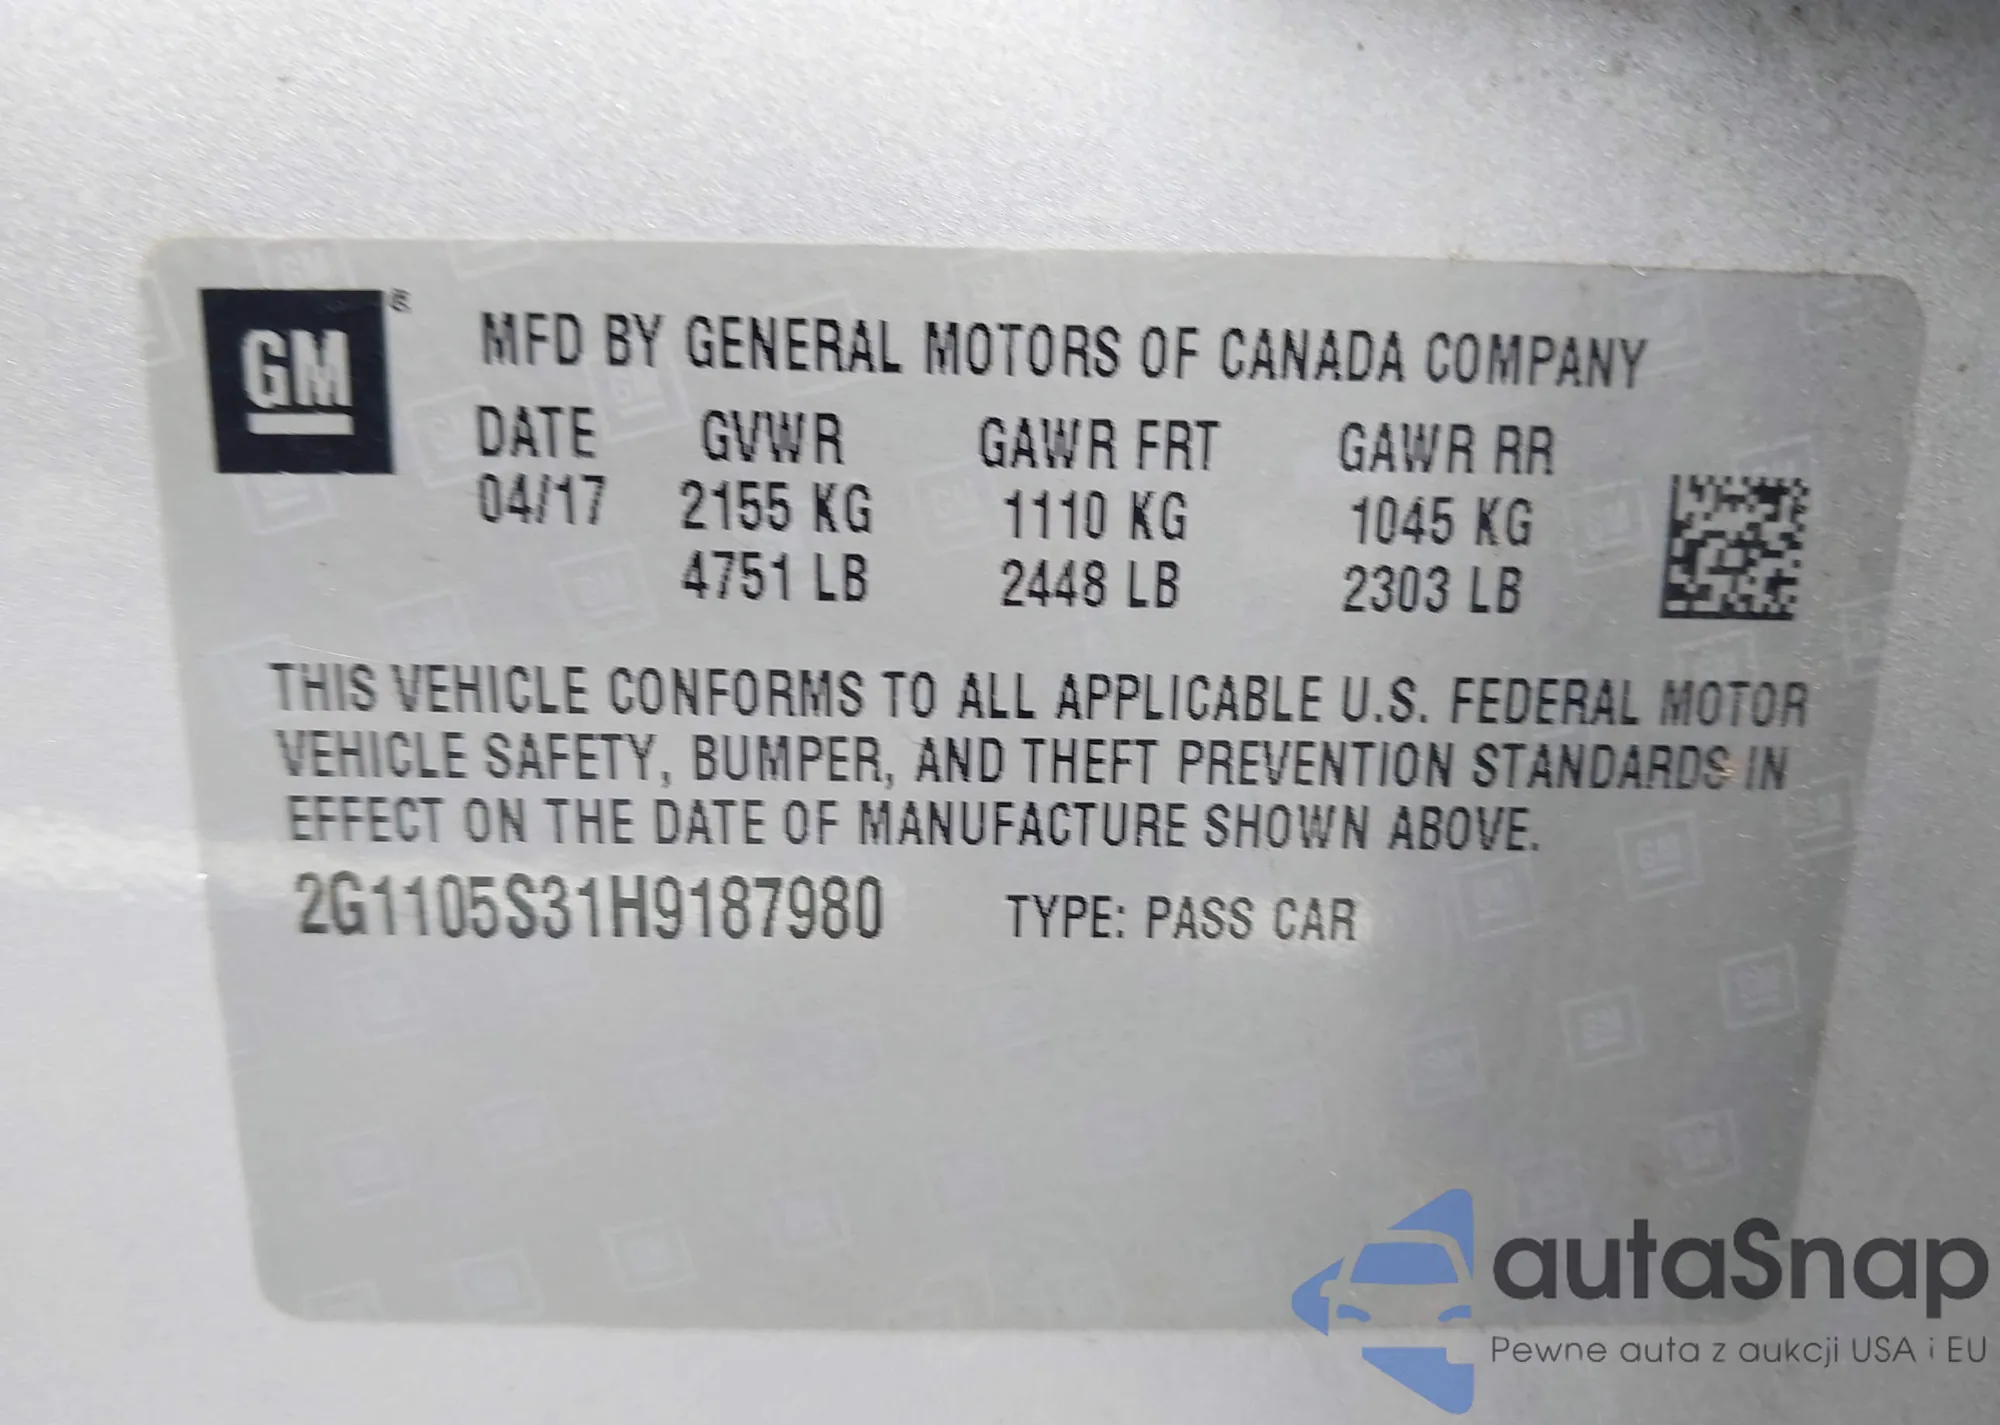 GM ®
MFD BY GENERAL MOTORS OF CANADA COMPANY
DATE GVWR GAWR FRT GAWR RR
04/17 2155 KG 1110 KG 1045 KG
4751 LB 2448 LB 2303 LB
THIS VEHICLE CONFORMS TO ALL APPLICABLE U.S. FEDERAL MOTOR
VEHICLE SAFETY, BUMPER, AND THEFT PREVENTION STANDARDS IN
EFFECT ON THE DATE OF MANUFACTURE SHOWN ABOVE.
2G1105S31H9187980 TYPE: PASS CAR
autaSnap
Pewne auta z aukcji USA i EU